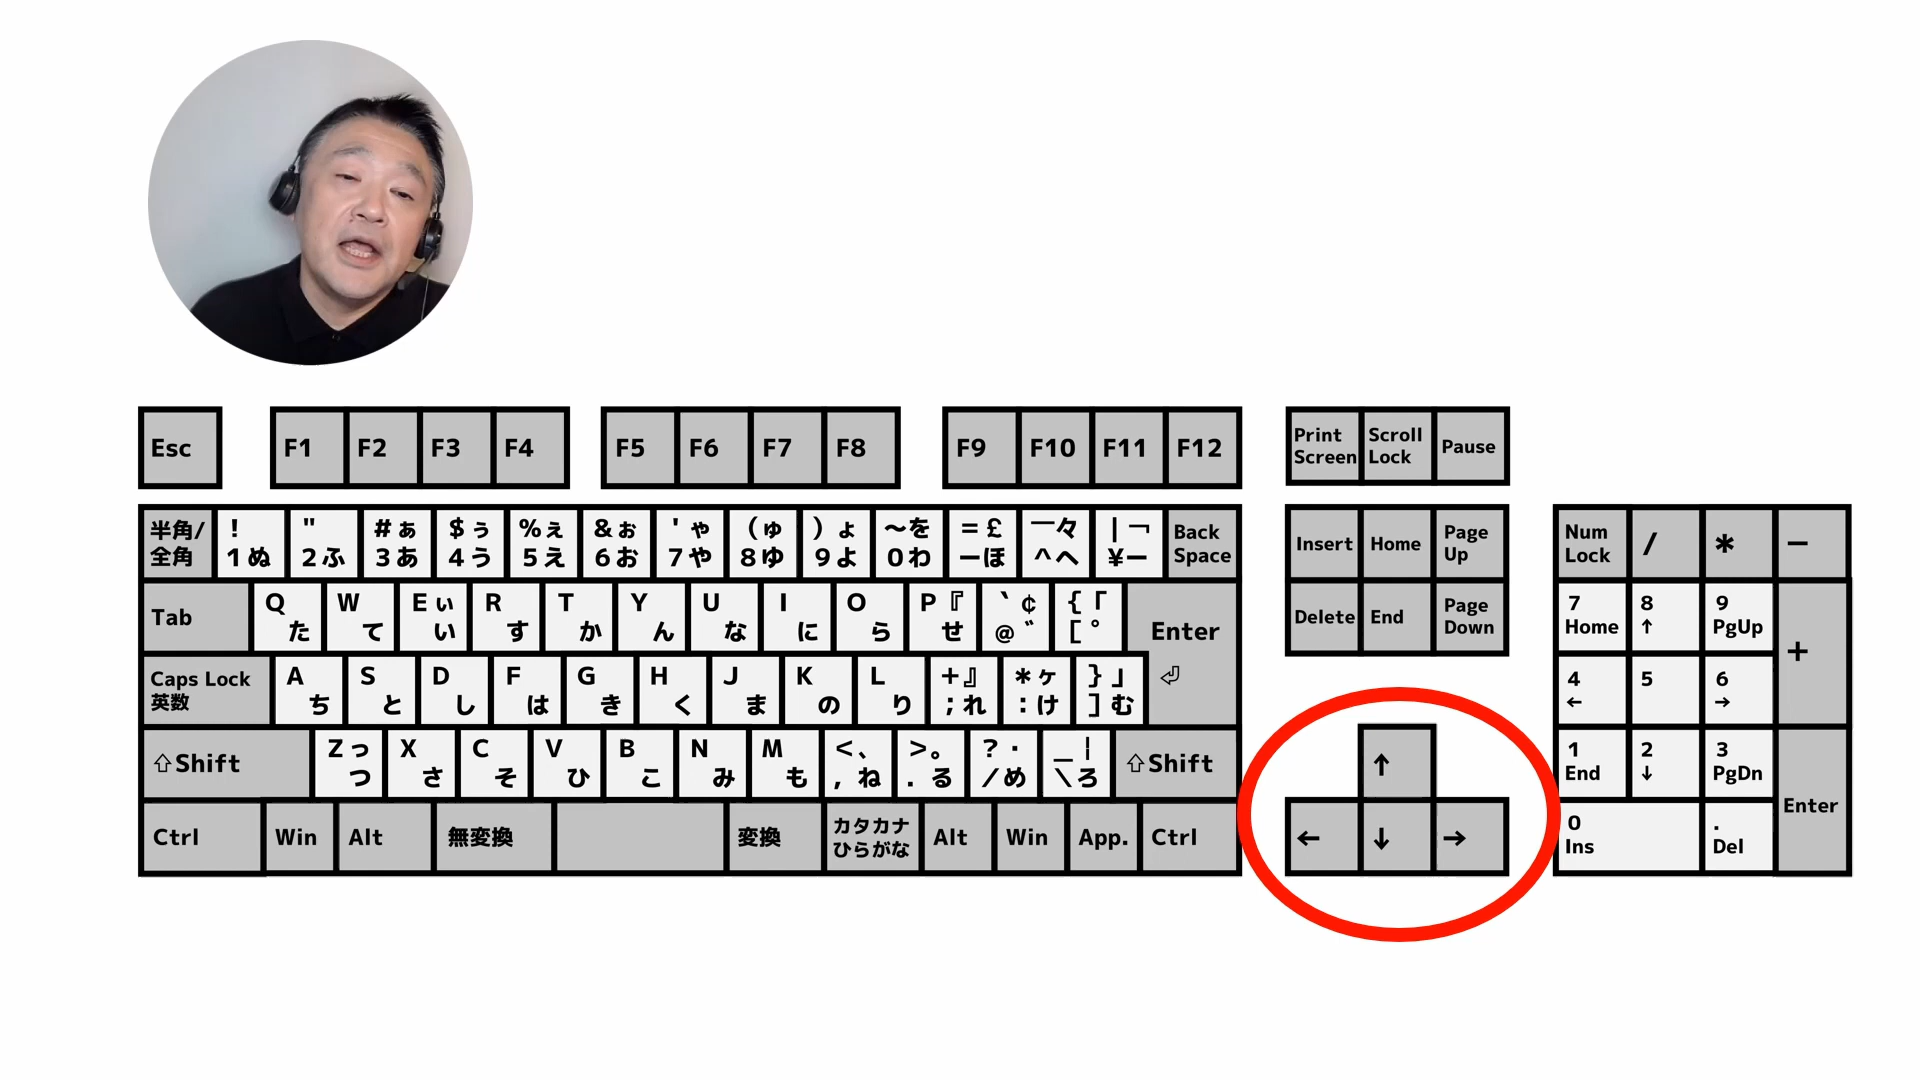 Esc F1 F2 F3 F4 F5 F6 F7 F8 F9 F10 F11 F12 Print Screen Scroll Lock Pause
半角/ ! " #ぁ $ぅ %ぇ &ぉ 'ゃ (ゅ )ょ ～を =£ ￣々 |¬ Back
全角 1ぬ 2ふ 3あ 4う 5え 6お 7や 8ゆ 9よ 0わ ーほ ^へ ¥ー Space
Insert Home Page Up Num Lock / * −
Tab Q W Eぃ R T Y U I O P『 `¢ {「
た て い す か ん な に ら せ @゛ [゜ Enter
Delete End Page Down 7 Home 8 ↑ 9 PgUp +
Caps Lock A S D F G H J K L +』 *ヶ }」
英数 ち と し は き く ま の り ;れ :け ]む
4 ← 5 6 →
⇧Shift Zっ X C V B N M <、 >。 ?・ _¦ ⇧Shift
つ さ そ ひ こ み も ,ね .る /め \ろ
↑ 1 End 2 ↓ 3 PgDn Enter
Ctrl Win Alt 無変換 変換 カタカナ Alt Win App. Ctrl
ひらがな
← ↓ → 0 Ins . Del